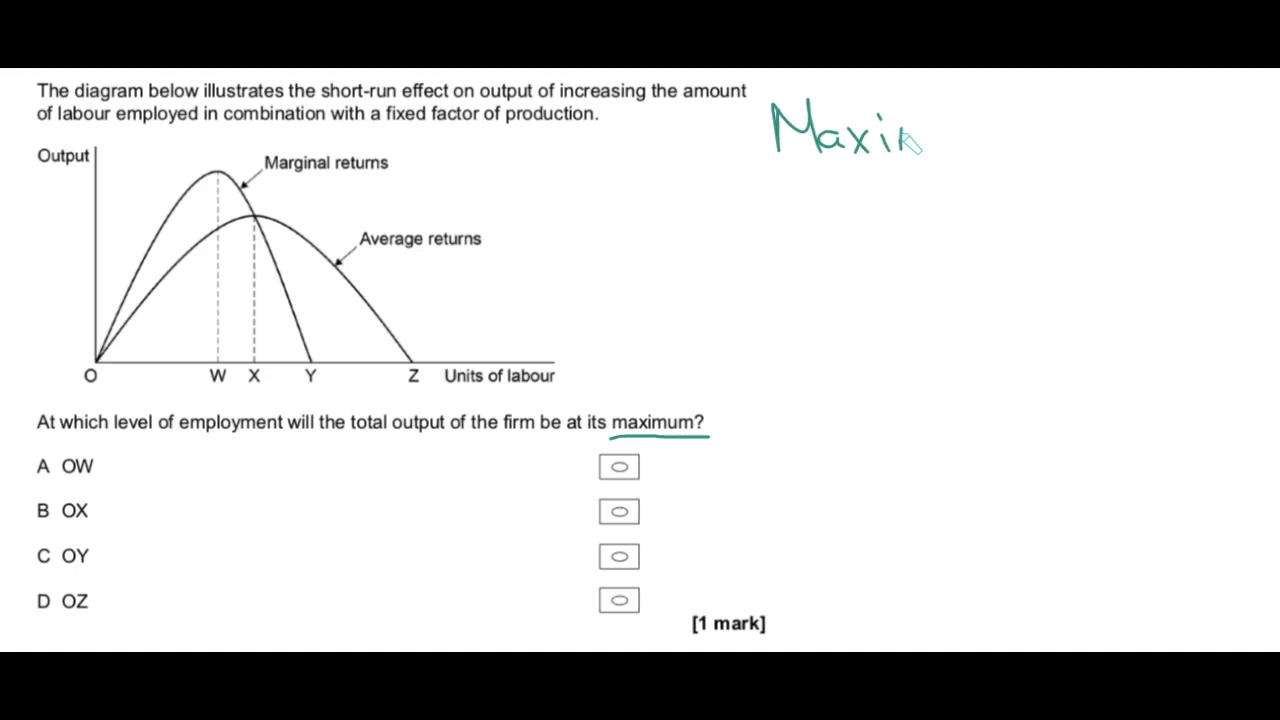 The diagram below illustrates the short-run effect on output of increasing the amount
of labour employed in combination with a fixed factor of production.
Maxin
Output
Marginal returns
Average returns
O W X Y Z Units of labour
At which level of employment will the total output of the firm be at its maximum?
A OW
B OX
C OY
D OZ
[1 mark]